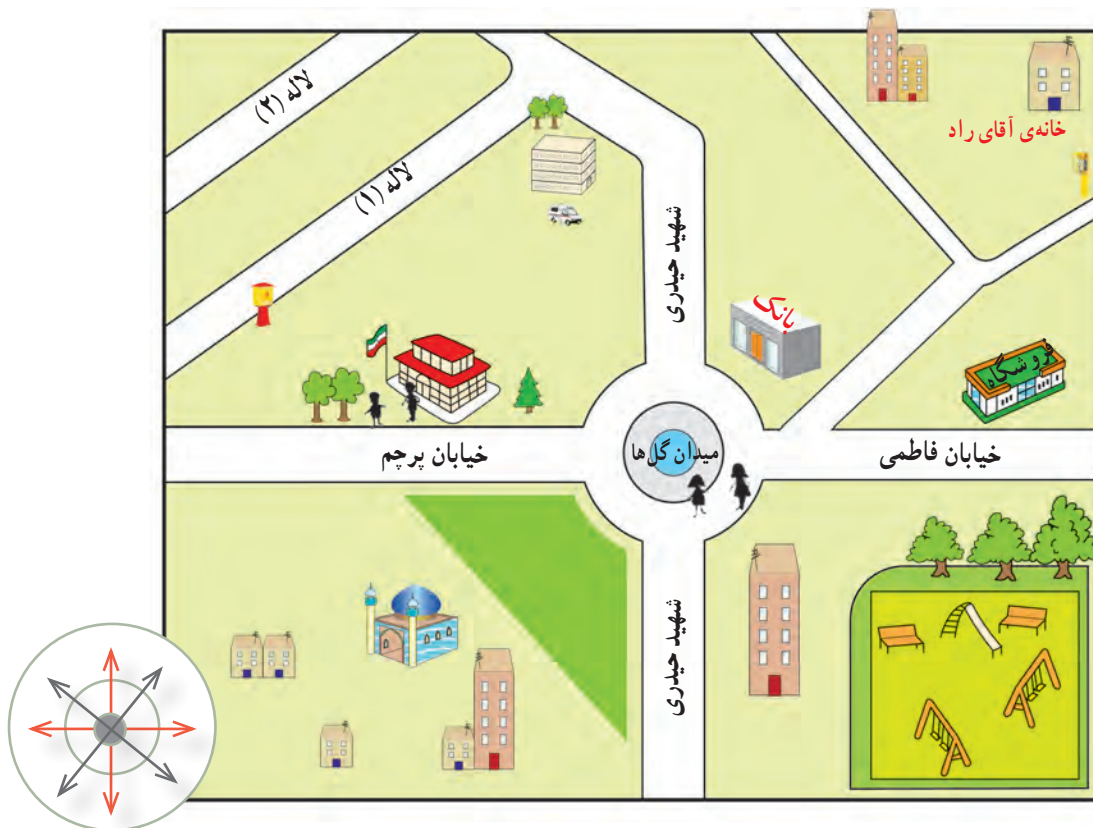 لاله (۲)
خانه‌ی آقای راد
لاله (۱)
شهید حیدری
بانک
فروشگاه
خیابان فاطمی
میدان گل‌ها
خیابان پرچم
شهید حیدری